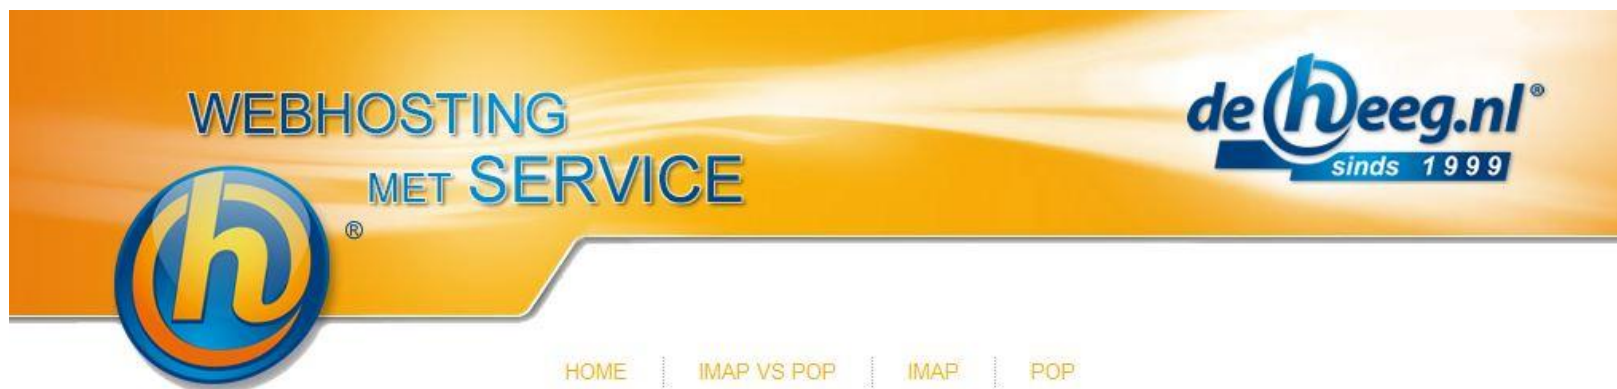 WEBHOSTING
MET SERVICE
®
h
deheeg.nl®
sinds 1999
HOME
IMAP VS POP
IMAP
POP